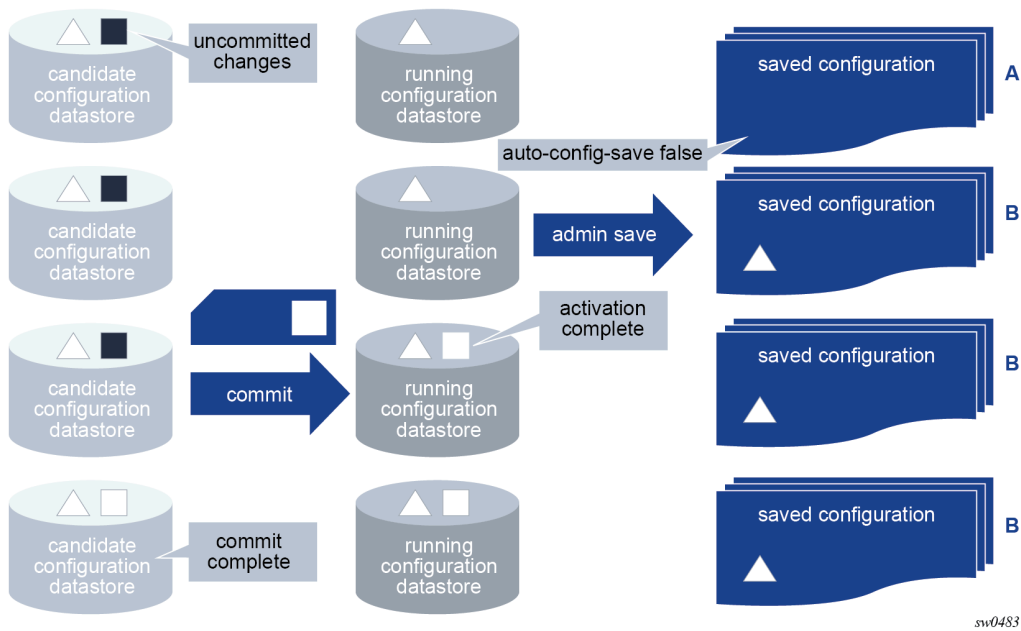 uncommitted
changes
candidate
configuration
datastore
running
configuration
datastore
saved configuration
A
auto-config-save false
candidate
configuration
datastore
running
configuration
datastore
admin save
saved configuration
B
activation
complete
candidate
configuration
datastore
commit
running
configuration
datastore
saved configuration
B
candidate
configuration
datastore
commit
complete
running
configuration
datastore
saved configuration
B
sw0483